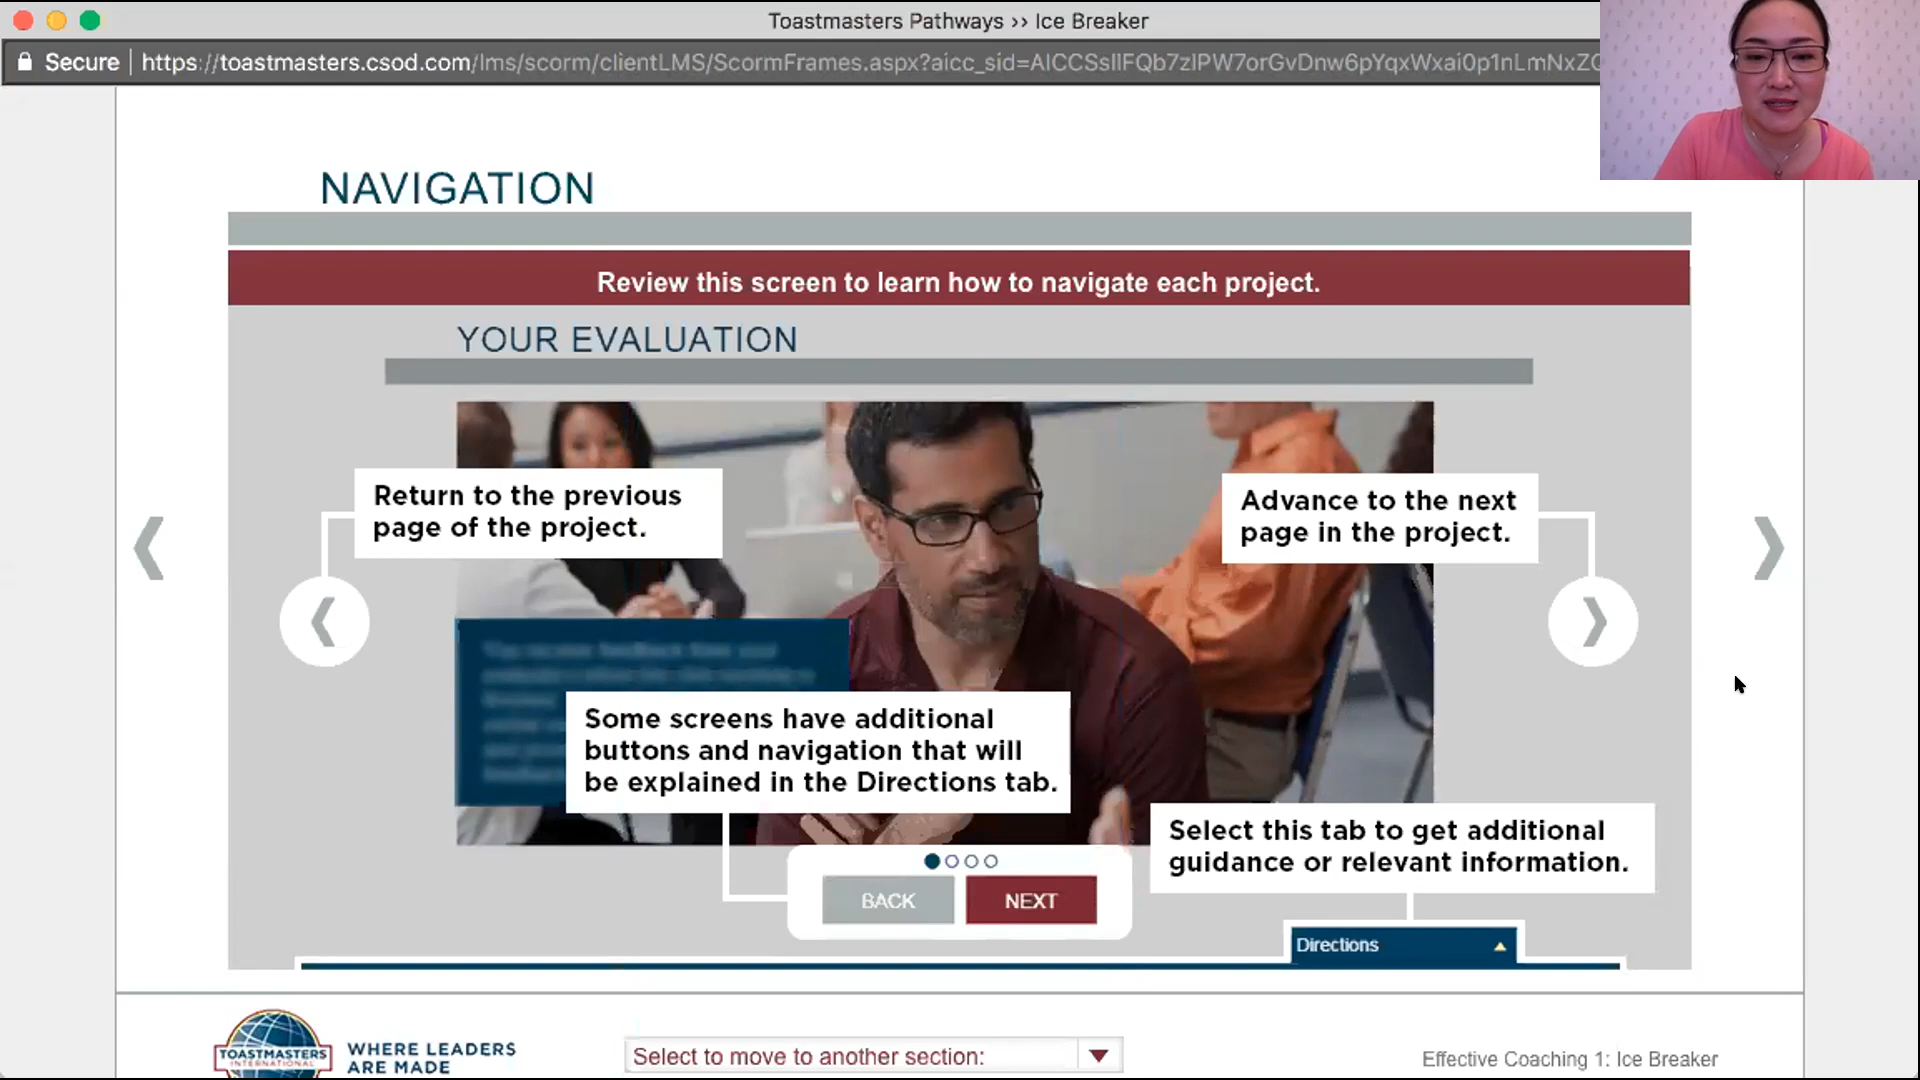 Toastmasters Pathways ›› Ice Breaker
Secure
https://toastmasters.csod.com/lms/scorm/clientLMS/ScormFrames.aspx?aicc_sid=
NAVIGATION
Review this screen to learn how to navigate each project.
YOUR EVALUATION
Return to the previous
page of the project.
Advance to the next
page in the project.
Some screens have additional
buttons and navigation that will
be explained in the Directions tab.
Select this tab to get additional
guidance or relevant information.
BACK
NEXT
Directions
TOASTMASTERS
INTERNATIONAL
WHERE LEADERS
ARE MADE
Select to move to another section:
Effective Coaching 1: Ice Breaker